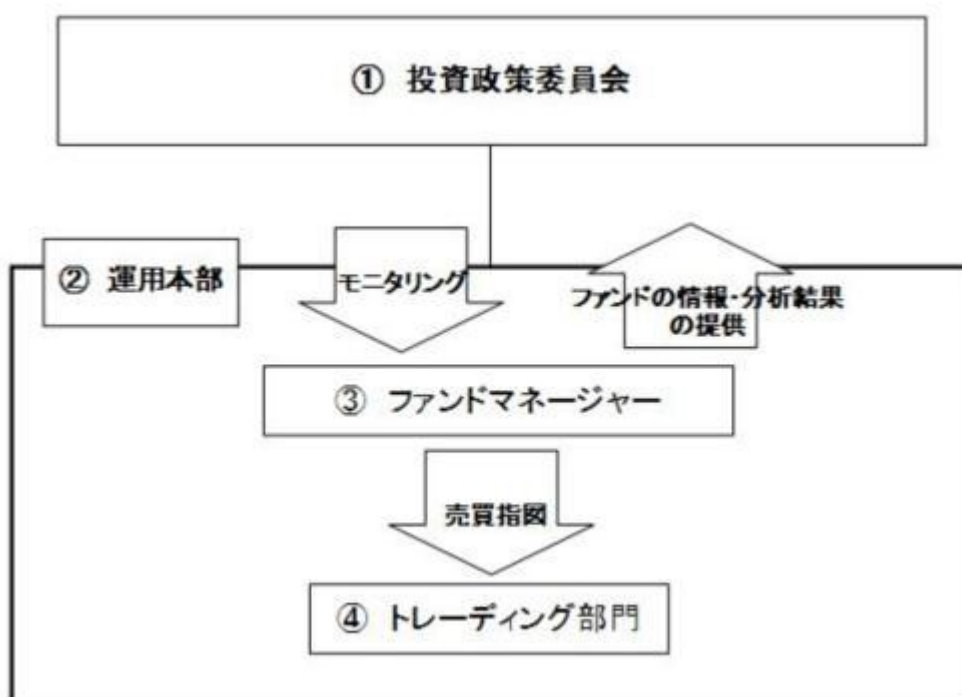 ① 投資政策委員会
② 運用本部
モニタリング
ファンドの情報・分析結果
の提供
③ ファンドマネージャー
売買指図
④ トレーディング部門